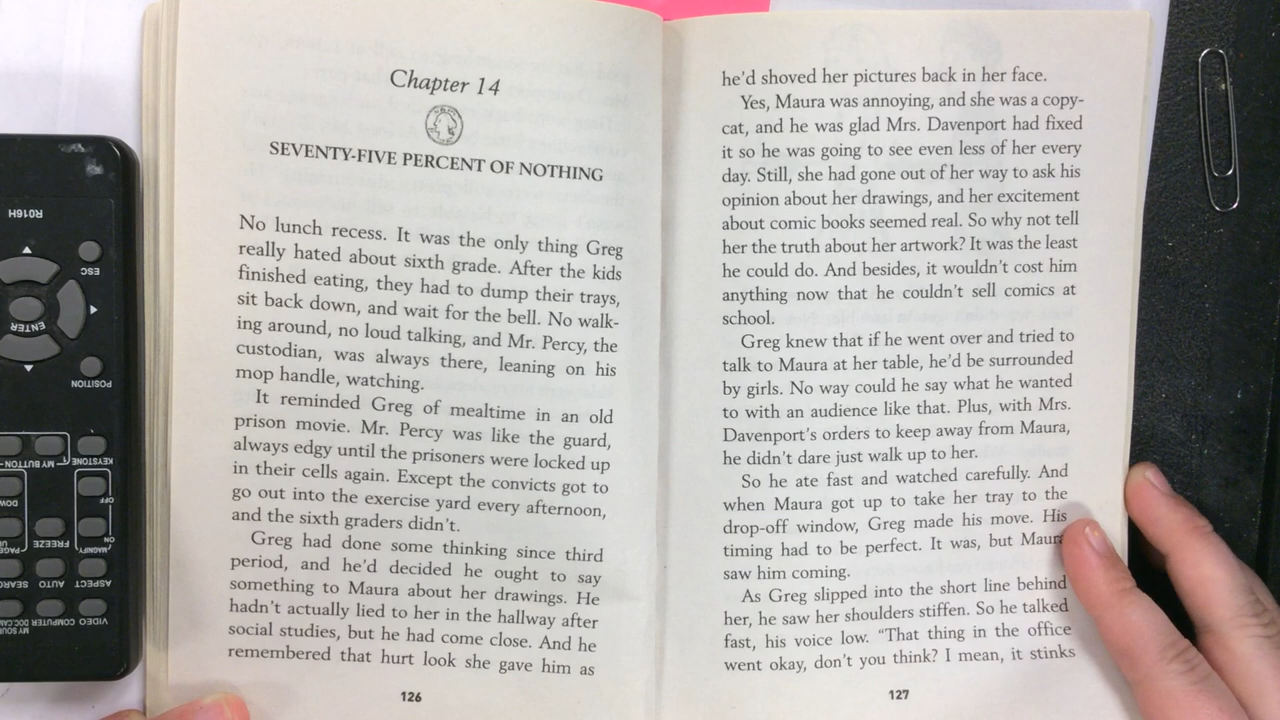 Chapter 14
SEVENTY-FIVE PERCENT OF NOTHING
No lunch recess. It was the only thing Greg
really hated about sixth grade. After the kids
finished eating, they had to dump their trays,
sit back down, and wait for the bell. No walk-
ing around, no loud talking, and Mr. Percy, the
custodian, was always there, leaning on his
mop handle, watching.
It reminded Greg of mealtime in an old
prison movie. Mr. Percy was like the guard,
always edgy until the prisoners were locked up
in their cells again. Except the convicts got to
go out into the exercise yard every afternoon,
and the sixth graders didn't.
Greg had done some thinking since third
period, and he'd decided he ought to say
something to Maura about her drawings. He
hadn't actually lied to her in the hallway after
social studies, but he had come close. And he
remembered that hurt look she gave him as
126
he'd shoved her pictures back in her face.
Yes, Maura was annoying, and she was a copy-
cat, and he was glad Mrs. Davenport had fixed
it so he was going to see even less of her every
day. Still, she had gone out of her way to ask his
opinion about her drawings, and her excitement
about comic books seemed real. So why not tell
her the truth about her artwork? It was the least
he could do. And besides, it wouldn't cost him
anything now that he couldn't sell comics at
school.
Greg knew that if he went over and tried to
talk to Maura at her table, he'd be surrounded
by girls. No way could he say what he wanted
to with an audience like that. Plus, with Mrs.
Davenport's orders to keep away from Maura,
he didn't dare just walk up to her.
So he ate fast and watched carefully. And
when Maura got up to take her tray to the
drop-off window, Greg made his move. His
timing had to be perfect. It was, but Maura
saw him coming.
As Greg slipped into the short line behind
her, he saw her shoulders stiffen. So he talked
fast, his voice low. "That thing in the office
went okay, don't you think? I mean, it stinks
127
R016H
ESC
ENTER
POSITION
KEYSTONE
MY BUTTON
OFF
ON
MAGNIFY
FREEZE
ASPECT
AUTO
VIDEO
COMPUTER